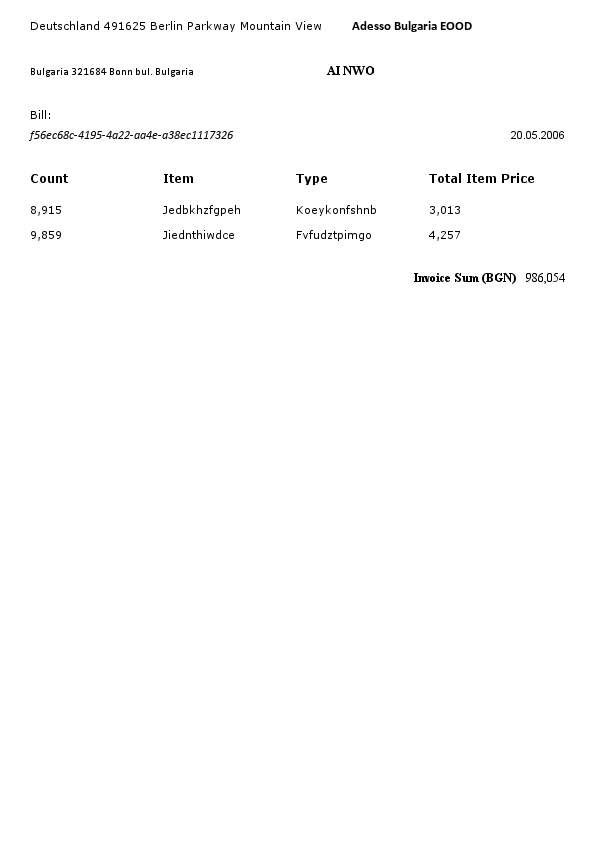 Deutschland 491625 Berlin Parkway Mountain View Adesso Bulgaria EOOD
Bulgaria 321684 Bonn bul. Bulgaria AI NWO
Bill:
f56ec68c-4195-4a22-aa4e-a38ec1117326 20.05.2006
Count Item Type Total Item Price
8,915 Jedbkhzfgpeh Koeykonfshnb 3,013
9,859 Jiednthiwdce Fvfudztpimgo 4,257
Invoice Sum (BGN) 986,054